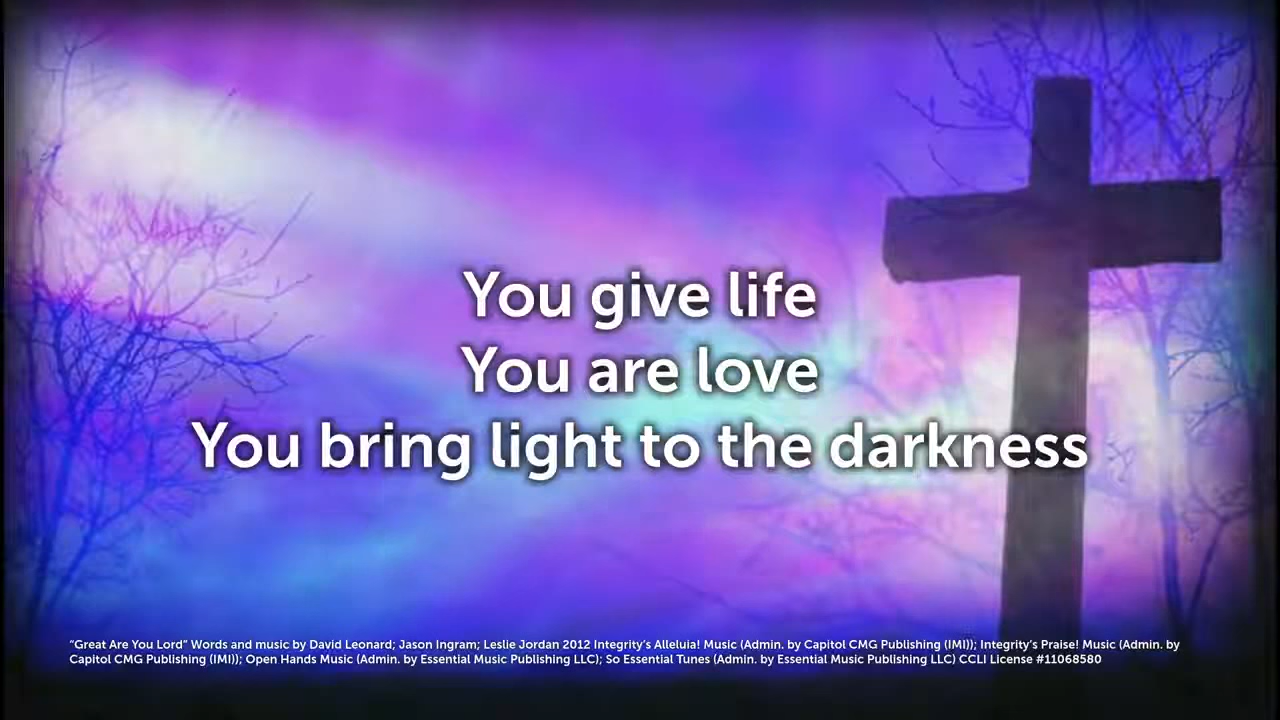 You give life
You are love
You bring light to the darkness
"Great Are You Lord" Words and music by David Leonard; Jason Ingram; Leslie Jordan 2012 Integrity's Alleluia! Music (Admin. by Capitol CMG Publishing (IMI)); Integrity's Praise! Music (Admin. by
Capitol CMG Publishing (IMI)); Open Hands Music (Admin. by Essential Music Publishing LLC); So Essential Tunes (Admin. by Essential Music Publishing LLC) CCLI License #11068580